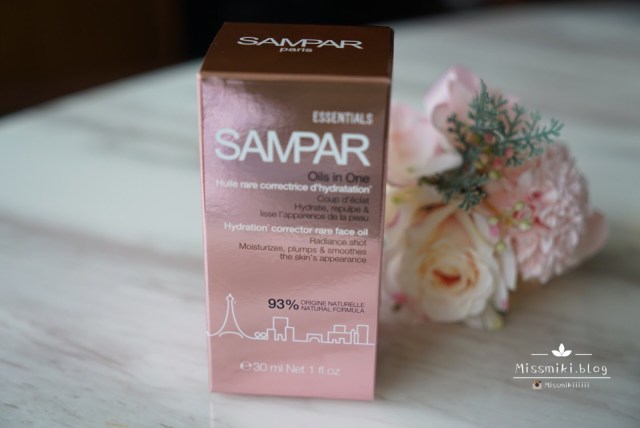 SAMPAR
paris
ESSENTIALS
SAMPAR
Oils in One
Huile rare correctrice d'hydratation*
Coup d'éclat
Hydrate, repulpe &
lisse l'apparence de la peau
Hydration* corrector rare face oil
Radiance shot
Moisturizes, plumps & smoothes
the skin's appearance
93% ORIGINE NATURELLE
NATURAL FORMULA
℮30 ml Net 1 fl oz
Missmiki.blog
Missmikiiiiii